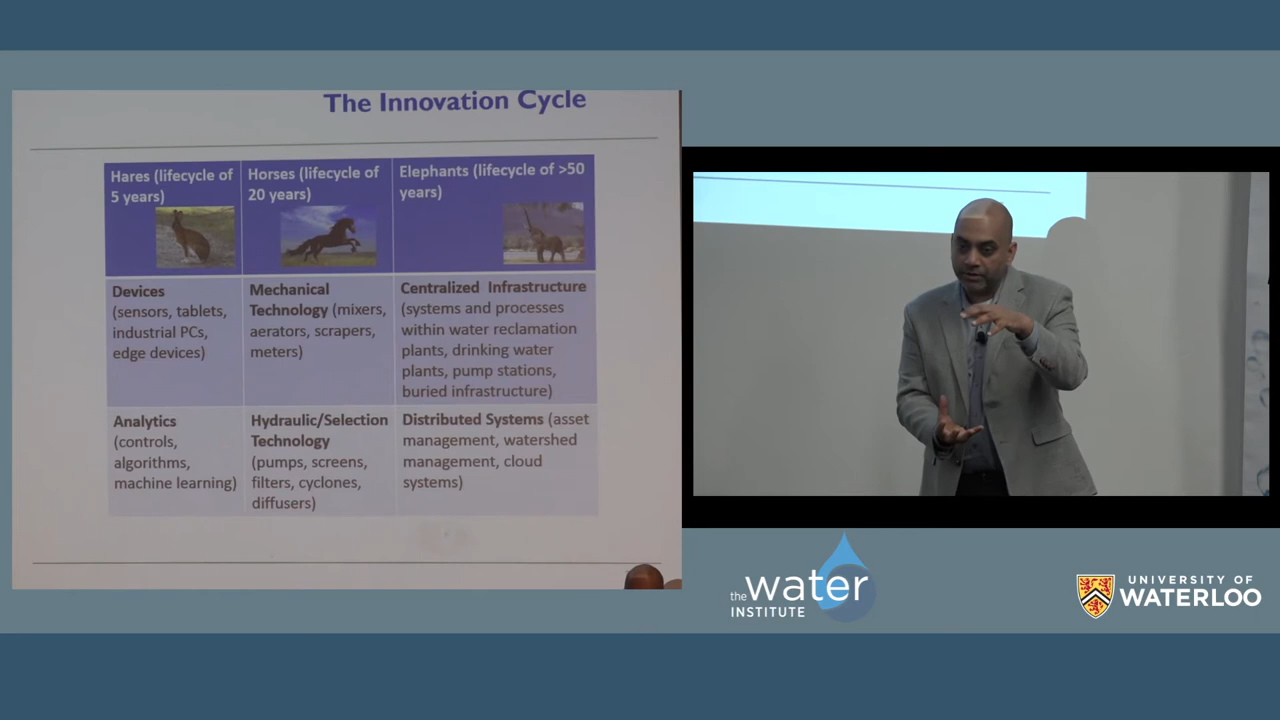 The Innovation Cycle
Hares (lifecycle of
5 years)
Horses (lifecycle of
20 years)
Elephants (lifecycle of >50
years)
Devices
(sensors, tablets,
industrial PCs,
edge devices)
Mechanical
Technology (mixers,
aerators, scrapers,
meters)
Centralized Infrastructure
(systems and processes
within water reclamation
plants, drinking water
plants, pump stations,
buried infrastructure)
Analytics
(controls,
algorithms,
machine learning)
Hydraulic/Selection
Technology
(pumps, screens,
filters, cyclones,
diffusers)
Distributed Systems (asset
management, watershed
management, cloud
systems)
the water
INSTITUTE
UNIVERSITY OF
WATERLOO